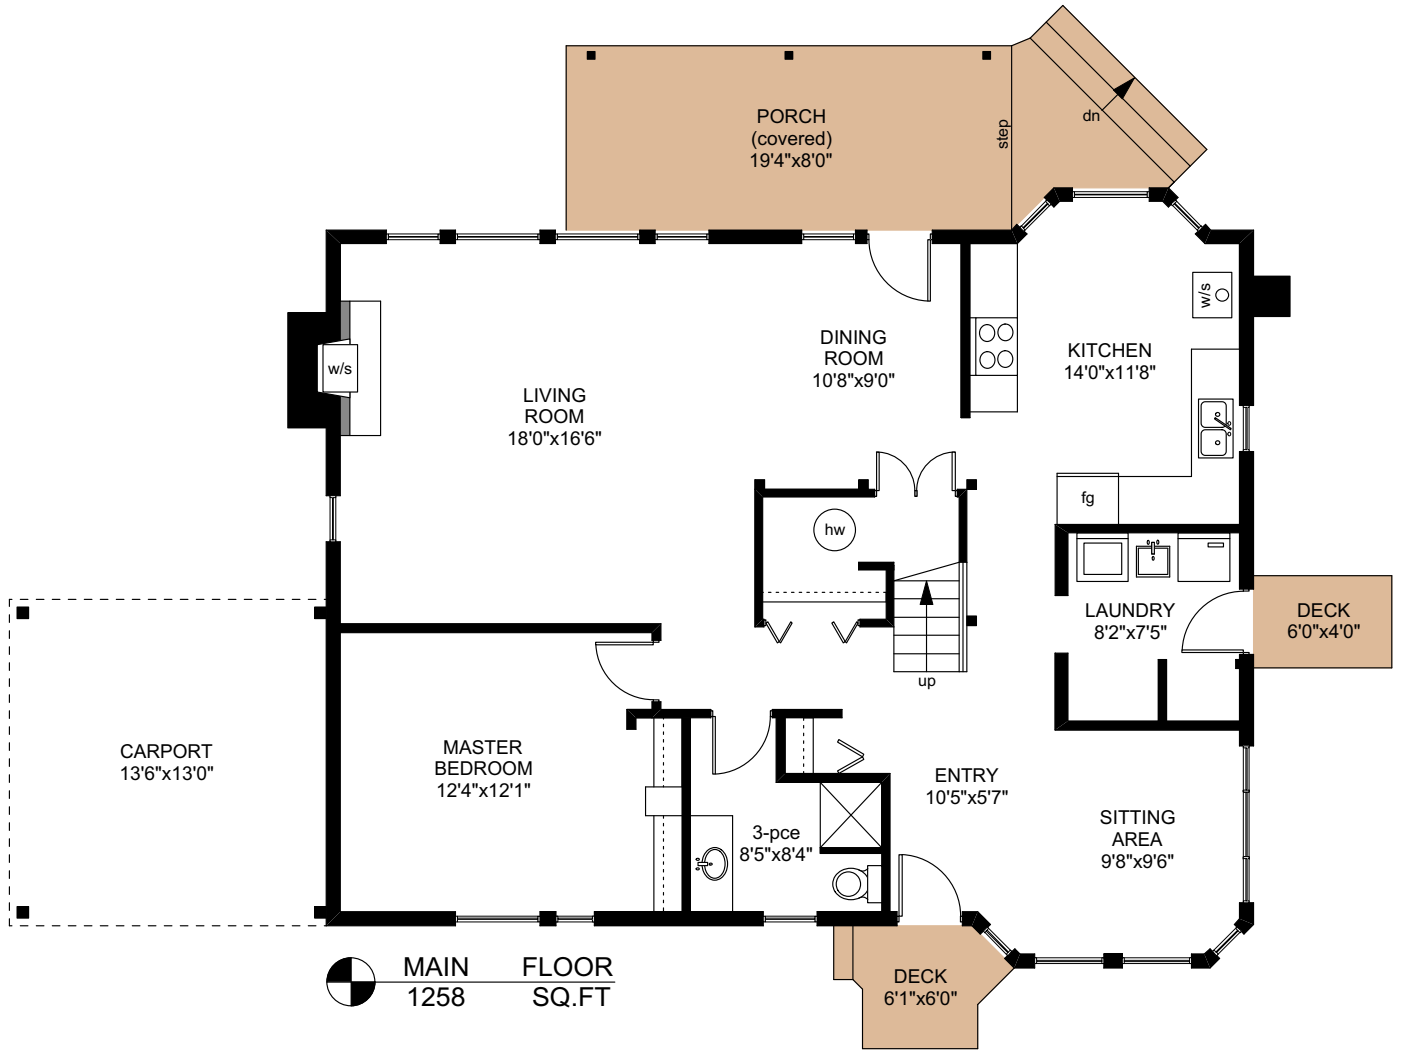 PORCH
(covered)
19'4"x8'0"
step
dn
w/s
DINING
ROOM
10'8"x9'0"
KITCHEN
14'0"x11'8"
w/s
LIVING
ROOM
18'0"x16'6"
fg
hw
LAUNDRY
8'2"x7'5"
DECK
6'0"x4'0"
up
CARPORT
13'6"x13'0"
MASTER
BEDROOM
12'4"x12'1"
ENTRY
10'5"x5'7"
SITTING
AREA
9'8"x9'6"
3-pce
8'5"x8'4"
MAIN FLOOR
1258 SQ.FT
DECK
6'1"x6'0"